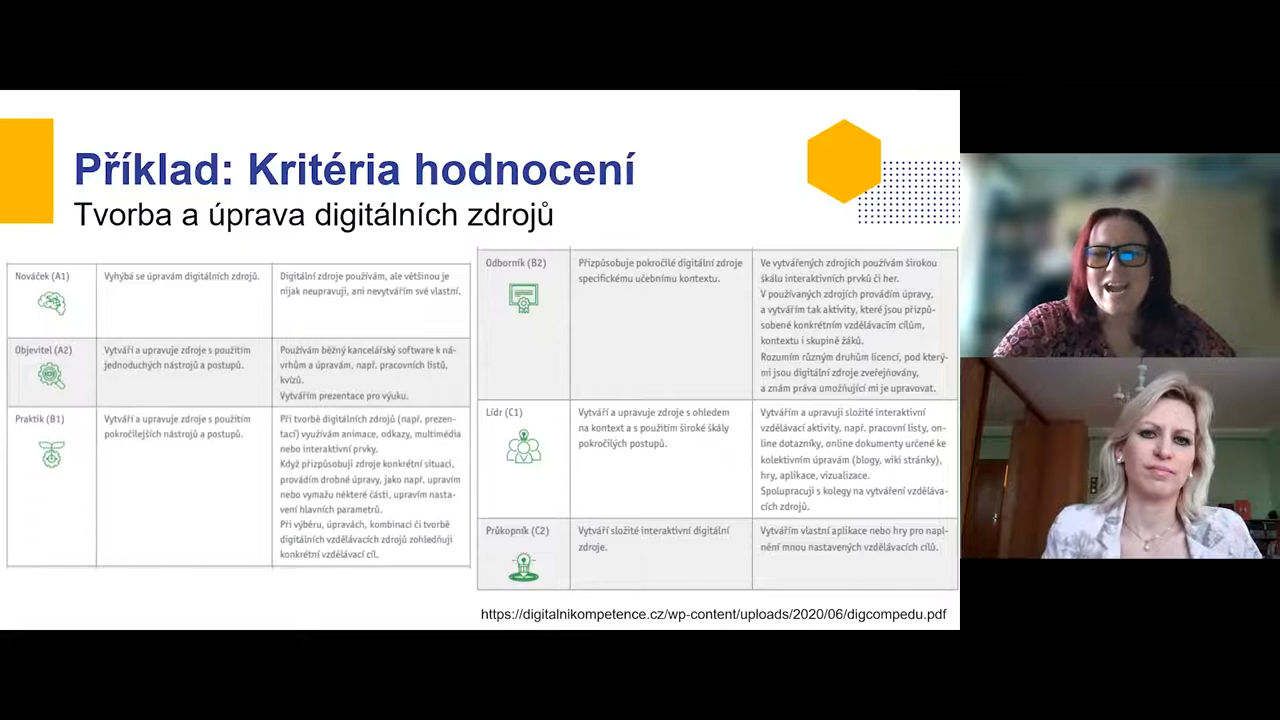 Příklad: Kritéria hodnocení
Tvorba a úprava digitálních zdrojů
Nováček (A1)
Vyhýbá se úpravám digitálních zdrojů.
Digitální zdroje používám, ale většinou je
nijak neupravuji, ani nevytvářím své vlastní.
Objevitel (A2)
Vytváří a upravuje zdroje s použitím
jednoduchých nástrojů a postupů.
Používám běžný kancelářský software k ná-
vrhům a úpravám, např. pracovních listů,
kvízů.
Vytvářím prezentace pro výuku.
Praktik (B1)
Vytváří a upravuje zdroje s použitím
pokročilejších nástrojů a postupů.
Při tvorbě digitálních zdrojů (např. prezen-
tací) využívám animace, odkazy, multimédia
nebo interaktivní prvky.
Když přizpůsobuji zdroje konkrétní situaci,
provádím drobné úpravy, jako např. upravím
nebo vymažu některé části, upravím nasta-
vení hlavních parametrů.
Při výběru, úpravách, kombinaci či tvorbě
digitálních vzdělávacích zdrojů zohledňuji
konkrétní vzdělávací cíl.
Odborník (B2)
Přizpůsobuje pokročilé digitální zdroje
specifickému učebnímu kontextu.
Ve vytvářených zdrojích používám širokou
škálu interaktivních prvků či her.
V používaných zdrojích provádím úpravy,
a vytvářím tak aktivity, které jsou přizpů-
sobené konkrétním vzdělávacím cílům,
kontextu i skupině žáků.
Rozumím různým druhům licencí, pod který-
mi jsou digitální zdroje zveřejňovány,
a znám práva umožňující mi je upravovat.
Lídr (C1)
Vytváří a upravuje zdroje s ohledem
na kontext a s použitím široké škály
pokročilých postupů.
Vytvářím a upravuji složité interaktivní
vzdělávací aktivity, např. pracovní listy, on-
line dotazníky, online dokumenty určené ke
kolektivním úpravám (blogy, wiki stránky),
hry, aplikace, vizualizace.
Spolupracuji s kolegy na vytváření vzděláva-
cích zdrojů.
Průkopník (C2)
Vytváří složité interaktivní digitální
zdroje.
Vytvářím vlastní aplikace nebo hry pro napl-
nění mnou nastavených vzdělávacích cílů.
https://digitalnikompetence.cz/wp-content/uploads/2020/06/digcompedu.pdf